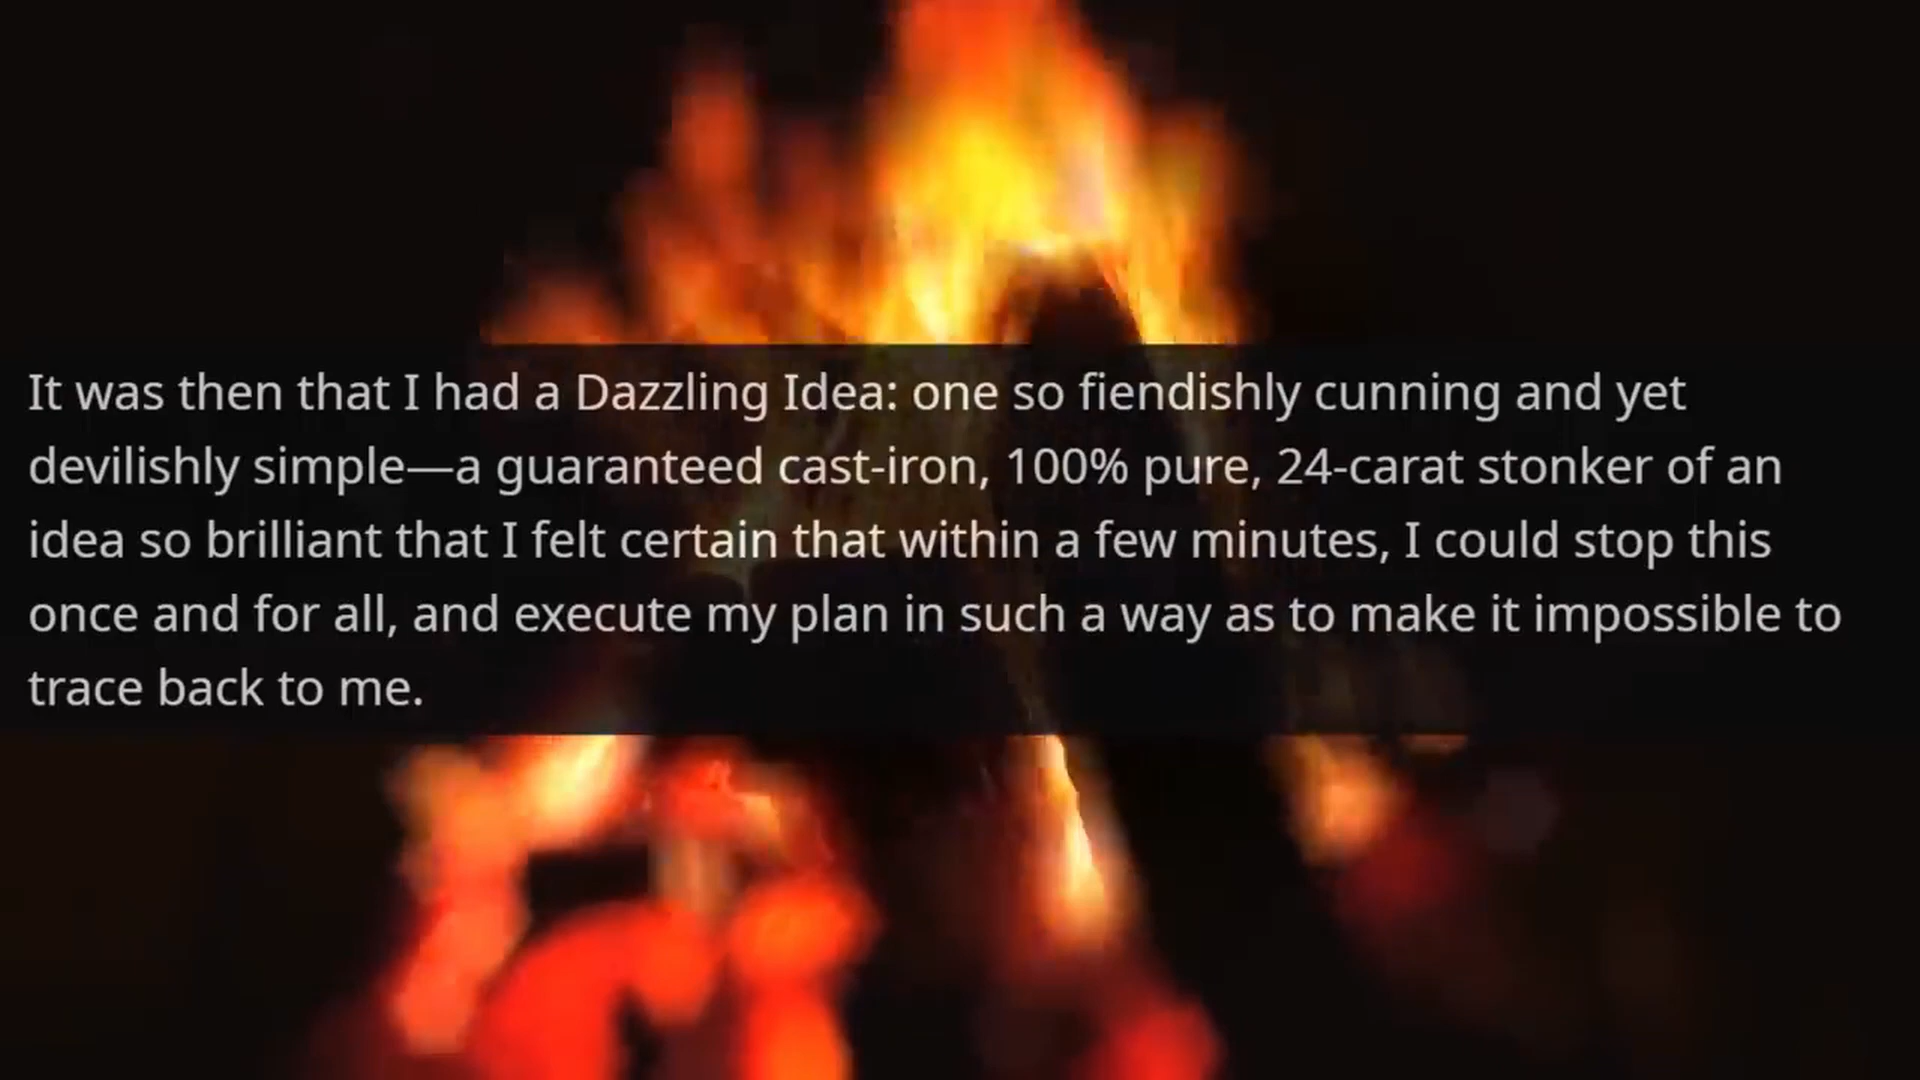 It was then that I had a Dazzling Idea: one so fiendishly cunning and yet
devilishly simple—a guaranteed cast-iron, 100% pure, 24-carat stonker of an
idea so brilliant that I felt certain that within a few minutes, I could stop this
once and for all, and execute my plan in such a way as to make it impossible to
trace back to me.